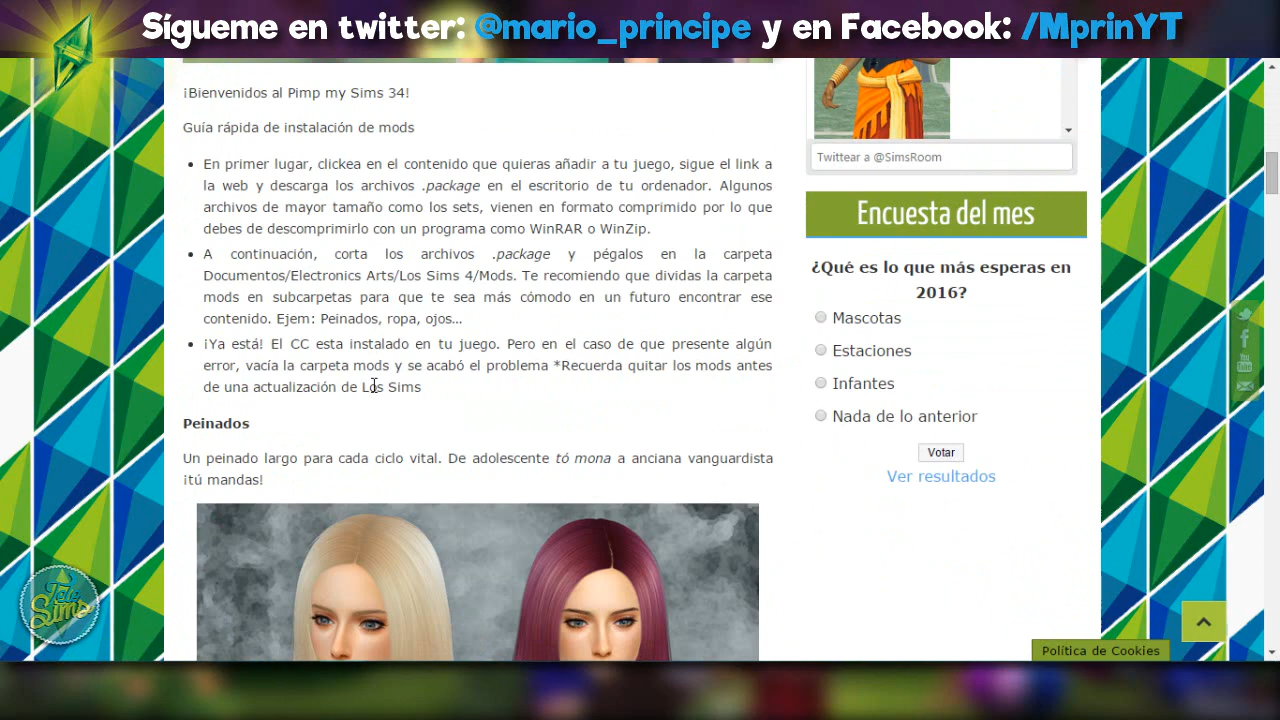 Sígueme en twitter: @mario_principe y en Facebook: /MprinYT
¡Bienvenidos al Pimp my Sims 34!
Guía rápida de instalación de mods
En primer lugar, clickea en el contenido que quieras añadir a tu juego, sigue el link a
la web y descarga los archivos .package en el escritorio de tu ordenador. Algunos
archivos de mayor tamaño como los sets, vienen en formato comprimido por lo que
debes de descomprimirlo con un programa como WinRAR o WinZip.
A continuación, corta los archivos .package y pégalos en la carpeta
Documentos/Electronics Arts/Los Sims 4/Mods. Te recomiendo que dividas la carpeta
mods en subcarpetas para que te sea más cómodo en un futuro encontrar ese
contenido. Ejem: Peinados, ropa, ojos...
¡Ya está! El CC esta instalado en tu juego. Pero en el caso de que presente algún
error, vacía la carpeta mods y se acabó el problema *Recuerda quitar los mods antes
de una actualización de Los Sims
Peinados
Un peinado largo para cada ciclo vital. De adolescente tó mona a anciana vanguardista
¡tú mandas!
Twittear a @SimsRoom
Encuesta del mes
¿Qué es lo que más esperas en
2016?
Mascotas
Estaciones
Infantes
Nada de lo anterior
Votar
Ver resultados
Política de Cookies
Tele
Sims
You
Tube